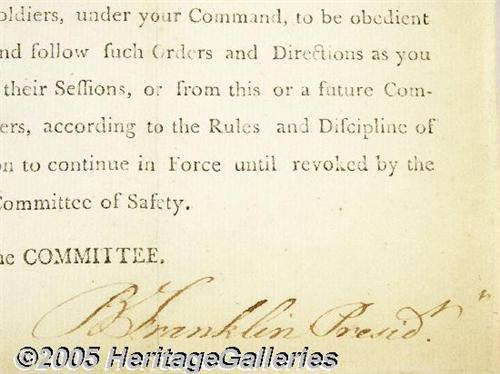 oldiers, under your Command, to be obedient
nd follow such Orders and Directions as you
their Seſſions, or from this or a future Com-
ers, according to the Rules and Diſcipline of
on to continue in Force until revoked by the
Committee of Safety.
he COMMITTEE.
B Franklin Presidt.
©2005 HeritageGalleries